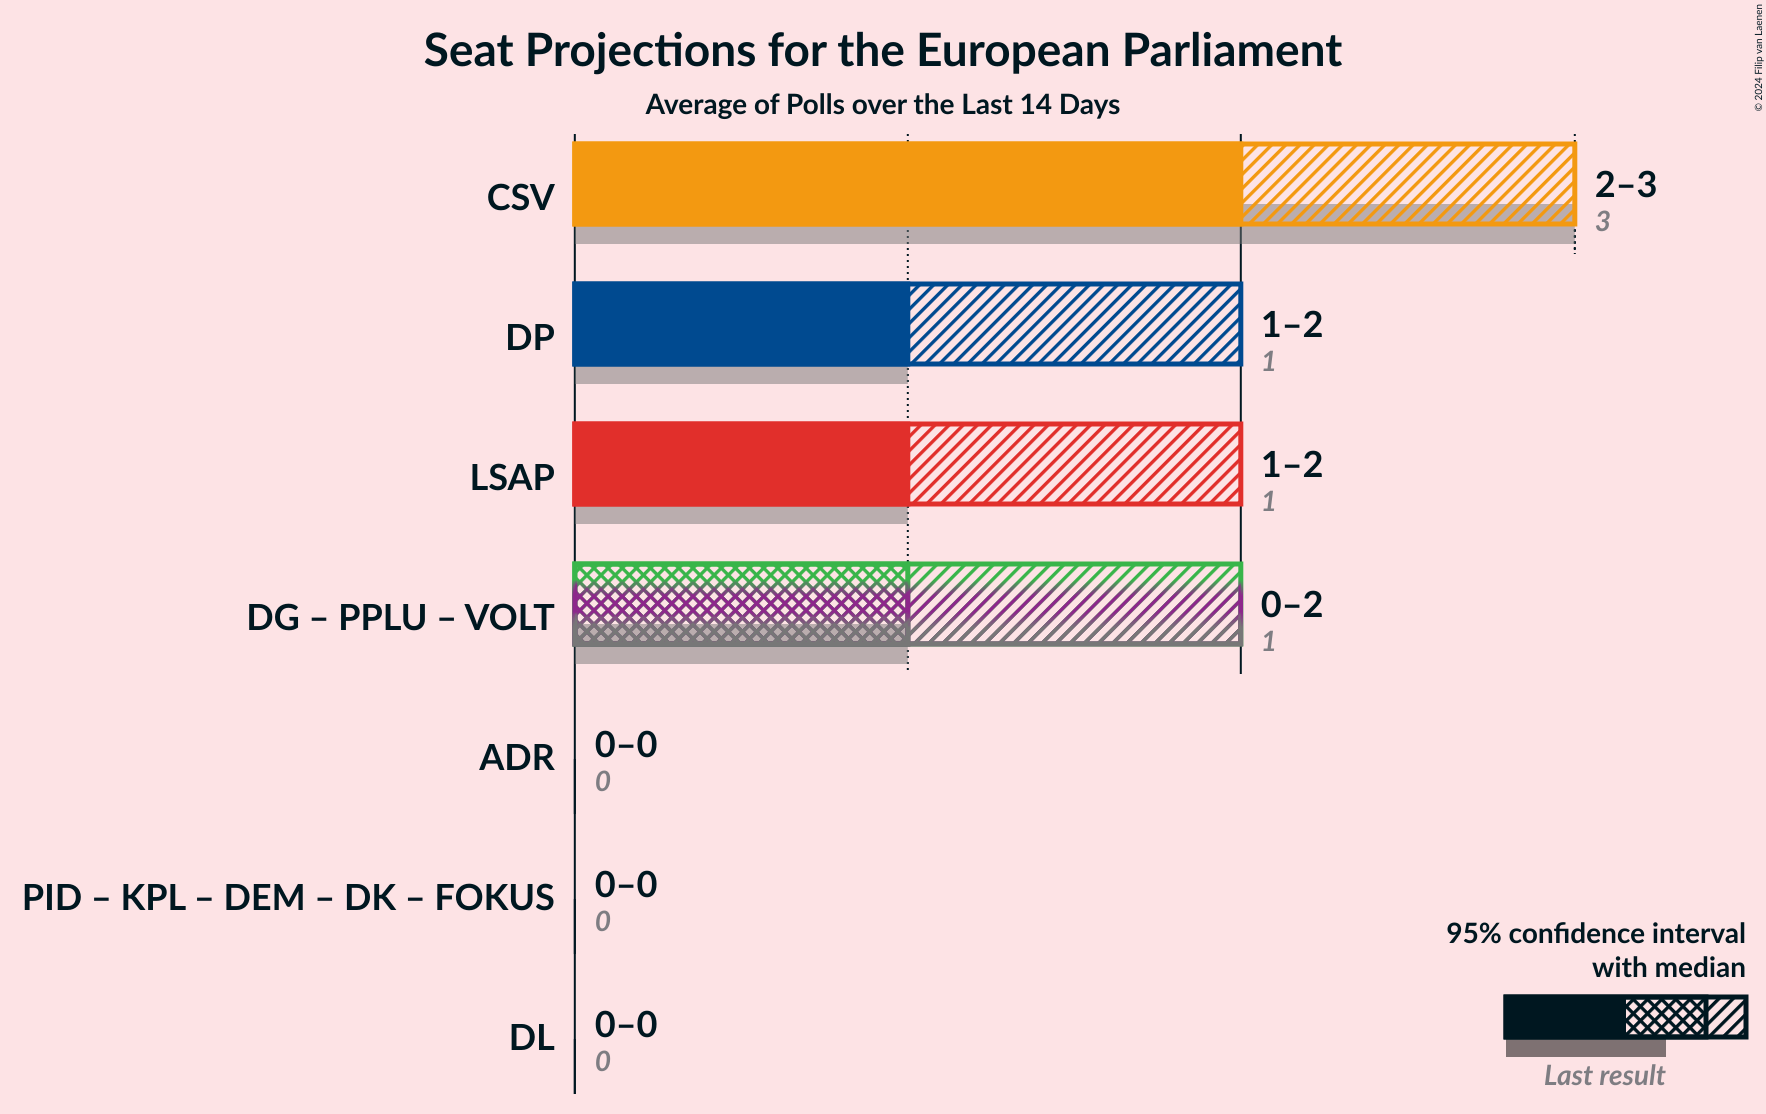 Seat Projections for the European Parliament
Average of Polls over the Last 14 Days
© 2024 Filip van Laenen
CSV
2–3
3
DP
1–2
1
LSAP
1–2
1
DG – PPLU – VOLT
0–2
1
ADR
0–0
0
PID – KPL – DEM – DK – FOKUS
0–0
0
DL
0–0
0
95% confidence interval
with median
Last result